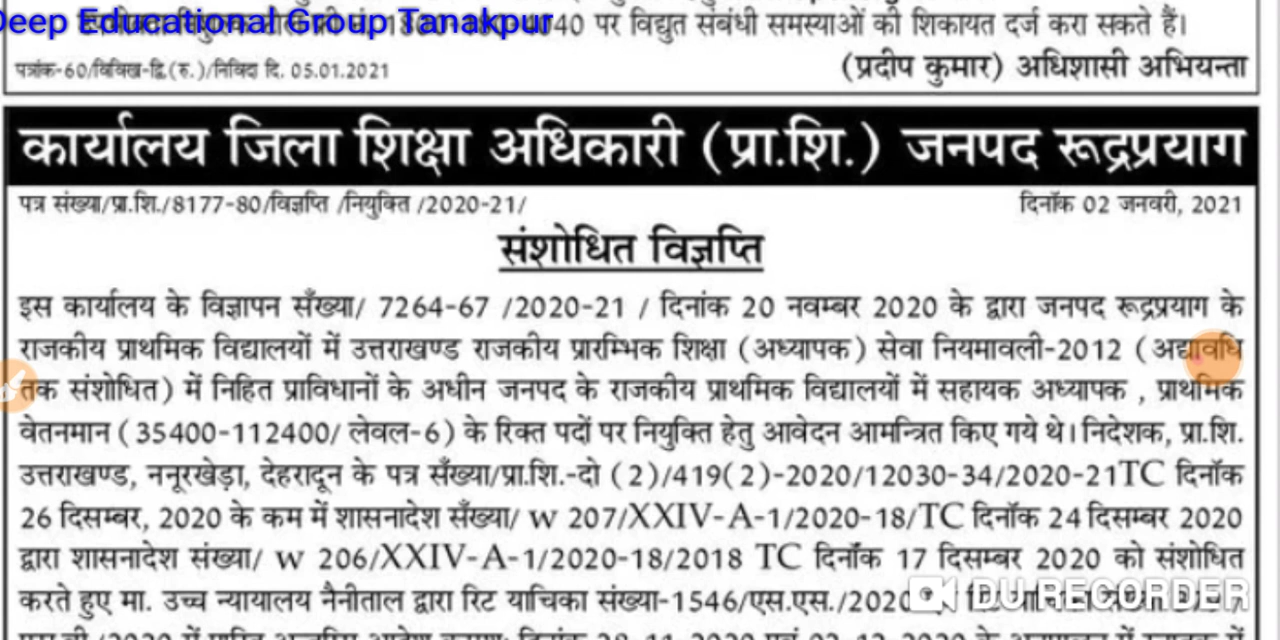 Deep Educational Group Tanakpur
40 पर विद्युत संबंधी समस्याओं की शिकायत दर्ज करा सकते हैं।
पत्रांक-60/विविख-द्वि.(रु.)/निविदा दि. 05.01.2021
(प्रदीप कुमार) अधिशासी अभियन्ता
कार्यालय जिला शिक्षा अधिकारी (प्रा.शि.) जनपद रूद्रप्रयाग
पत्र संख्या/प्रा.शि./8177-80/विज्ञप्ति /नियुक्ति /2020-21/
दिनॉक 02 जनवरी, 2021
संशोधित विज्ञप्ति
इस कार्यालय के विज्ञापन सँख्या/ 7264-67 /2020-21 / दिनांक 20 नवम्बर 2020 के द्वारा जनपद रूद्रप्रयाग के
राजकीय प्राथमिक विद्यालयों में उत्तराखण्ड राजकीय प्रारम्भिक शिक्षा (अध्यापक) सेवा नियमावली-2012 (अद्यावधि
तक संशोधित) में निहित प्राविधानों के अधीन जनपद के राजकीय प्राथमिक विद्यालयों में सहायक अध्यापक , प्राथमिक
वेतनमान (35400-112400/ लेवल-6) के रिक्त पदों पर नियुक्ति हेतु आवेदन आमन्त्रित किए गये थे। निदेशक, प्रा.शि.
उत्तराखण्ड, ननूरखेड़ा, देहरादून के पत्र सँख्या/प्रा.शि.-दो (2)/419(2)-2020/12030-34/2020-21TC दिनॉक
26 दिसम्बर, 2020 के कम में शासनादेश सँख्या/ w 207/XXIV-A-1/2020-18/TC दिनॉक 24 दिसम्बर 2020
द्वारा शासनादेश संख्या/ w 206/XXIV-A-1/2020-18/2018 TC दिनॉक 17 दिसम्बर 2020 को संशोधित
करते हुए मा. उच्च न्यायालय नैनीताल द्वारा रिट याचिका संख्या-1546/एस.एस./2020
DU RECORDER